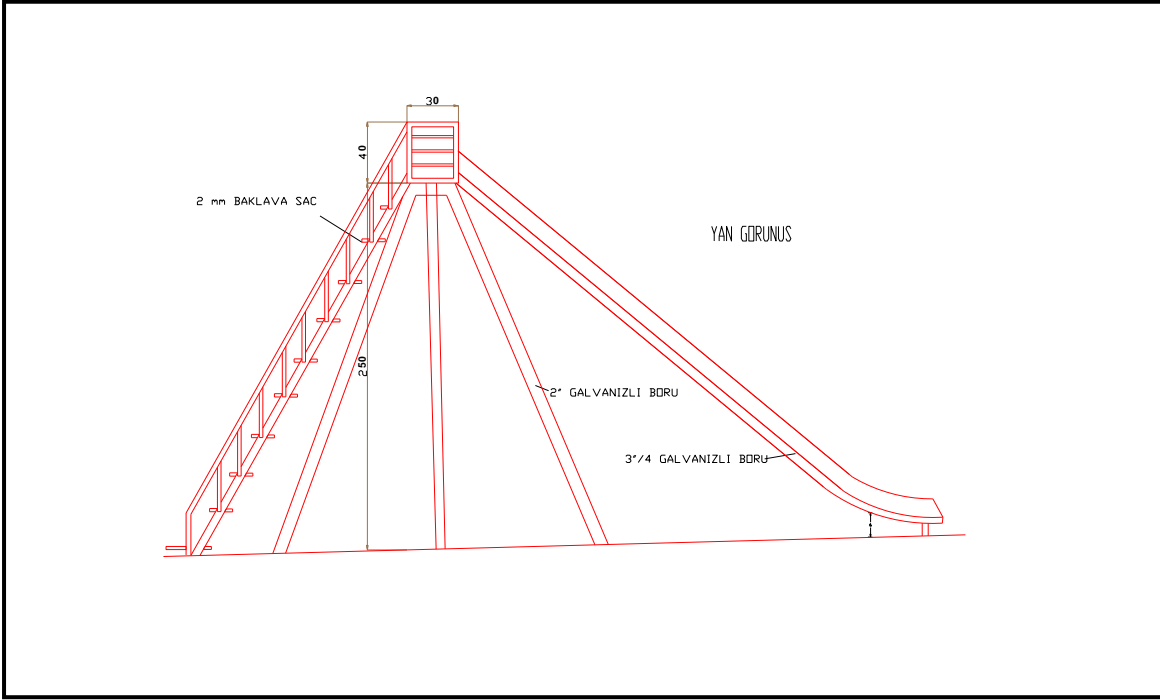 30
40
2 mm BAKLAVA SAC
YAN GORUNUS
250
2" GALVANIZLI BORU
3"/4 GALVANIZLI BORU